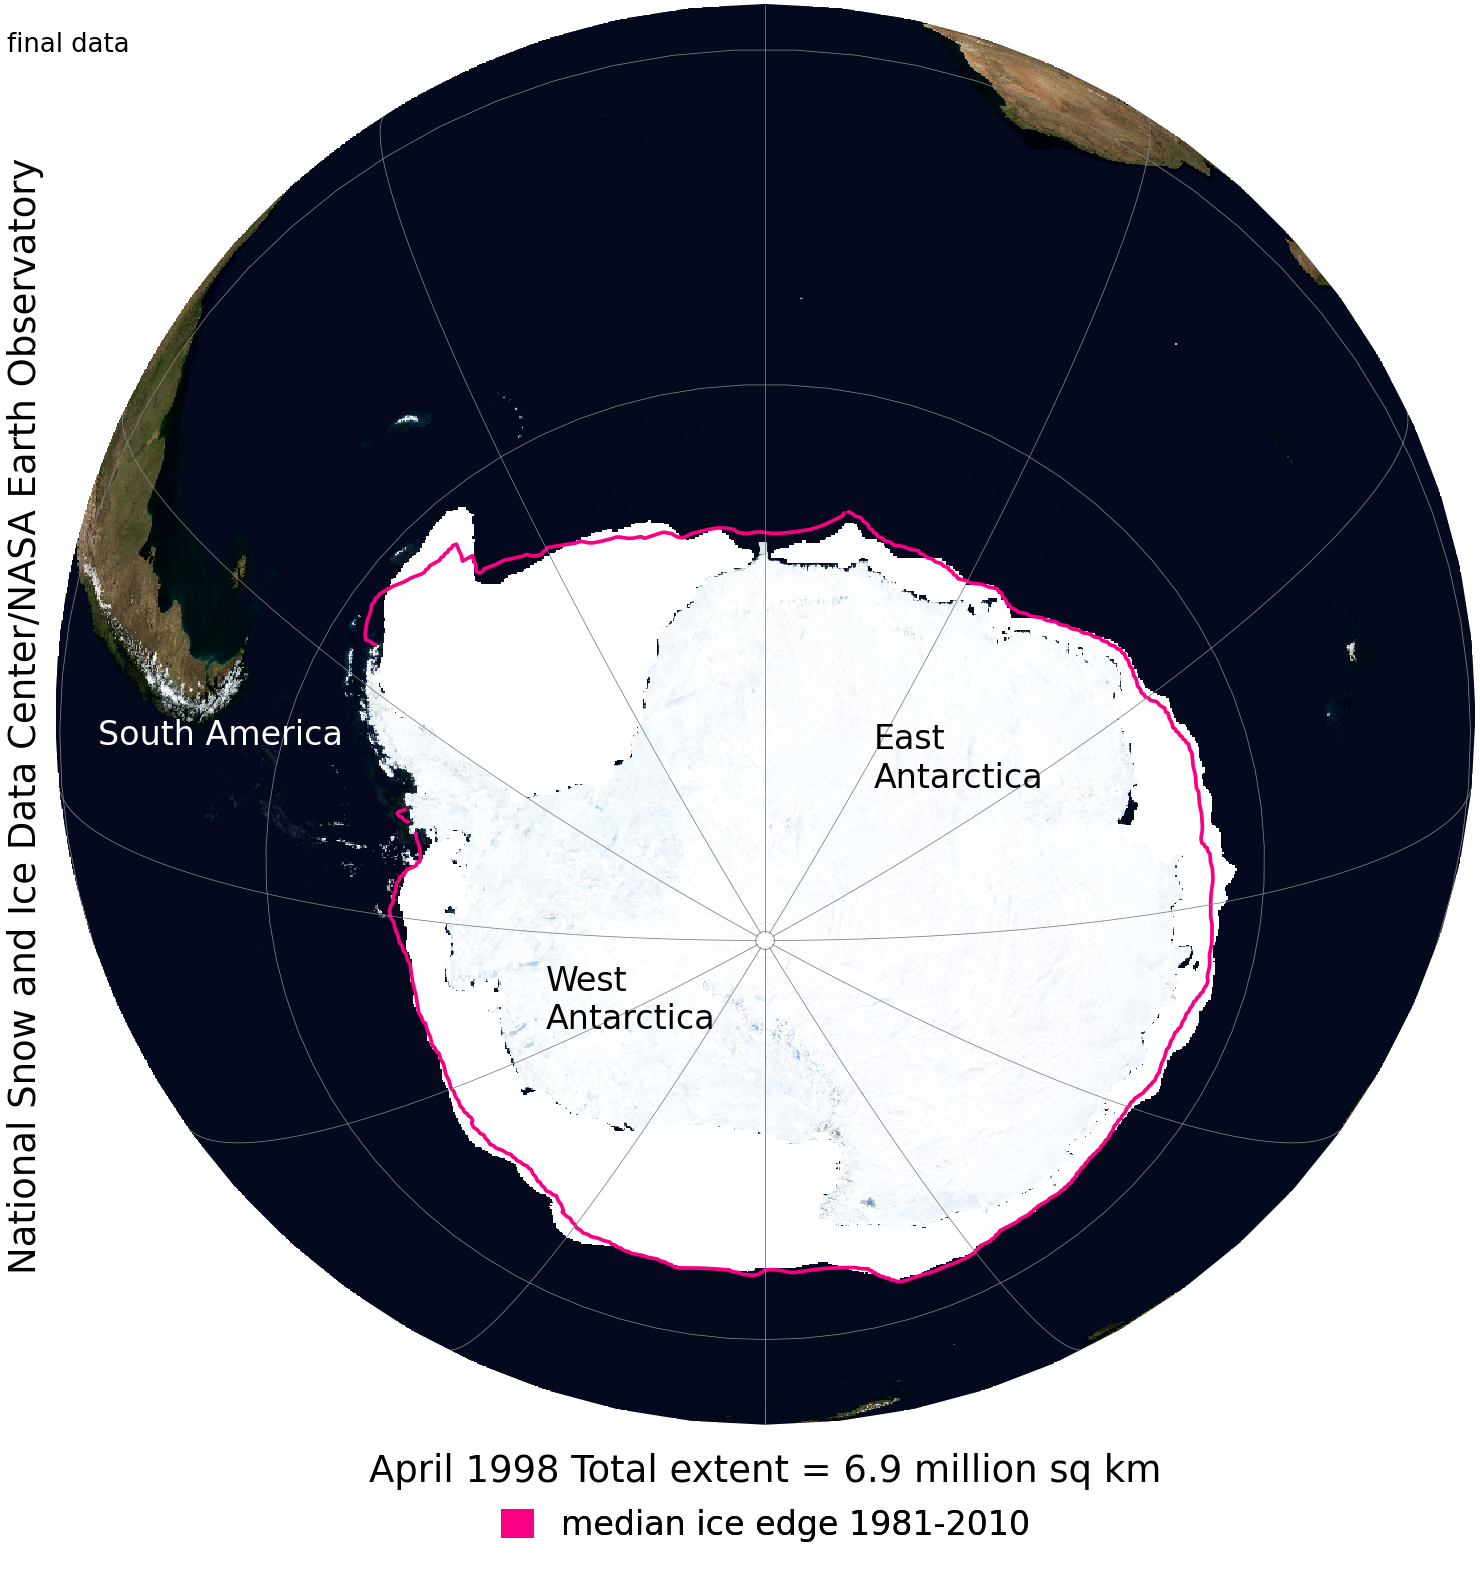 final data
National Snow and Ice Data Center/NASA Earth Observatory
South America
East
Antarctica
West
Antarctica
April 1998 Total extent = 6.9 million sq km
median ice edge 1981-2010